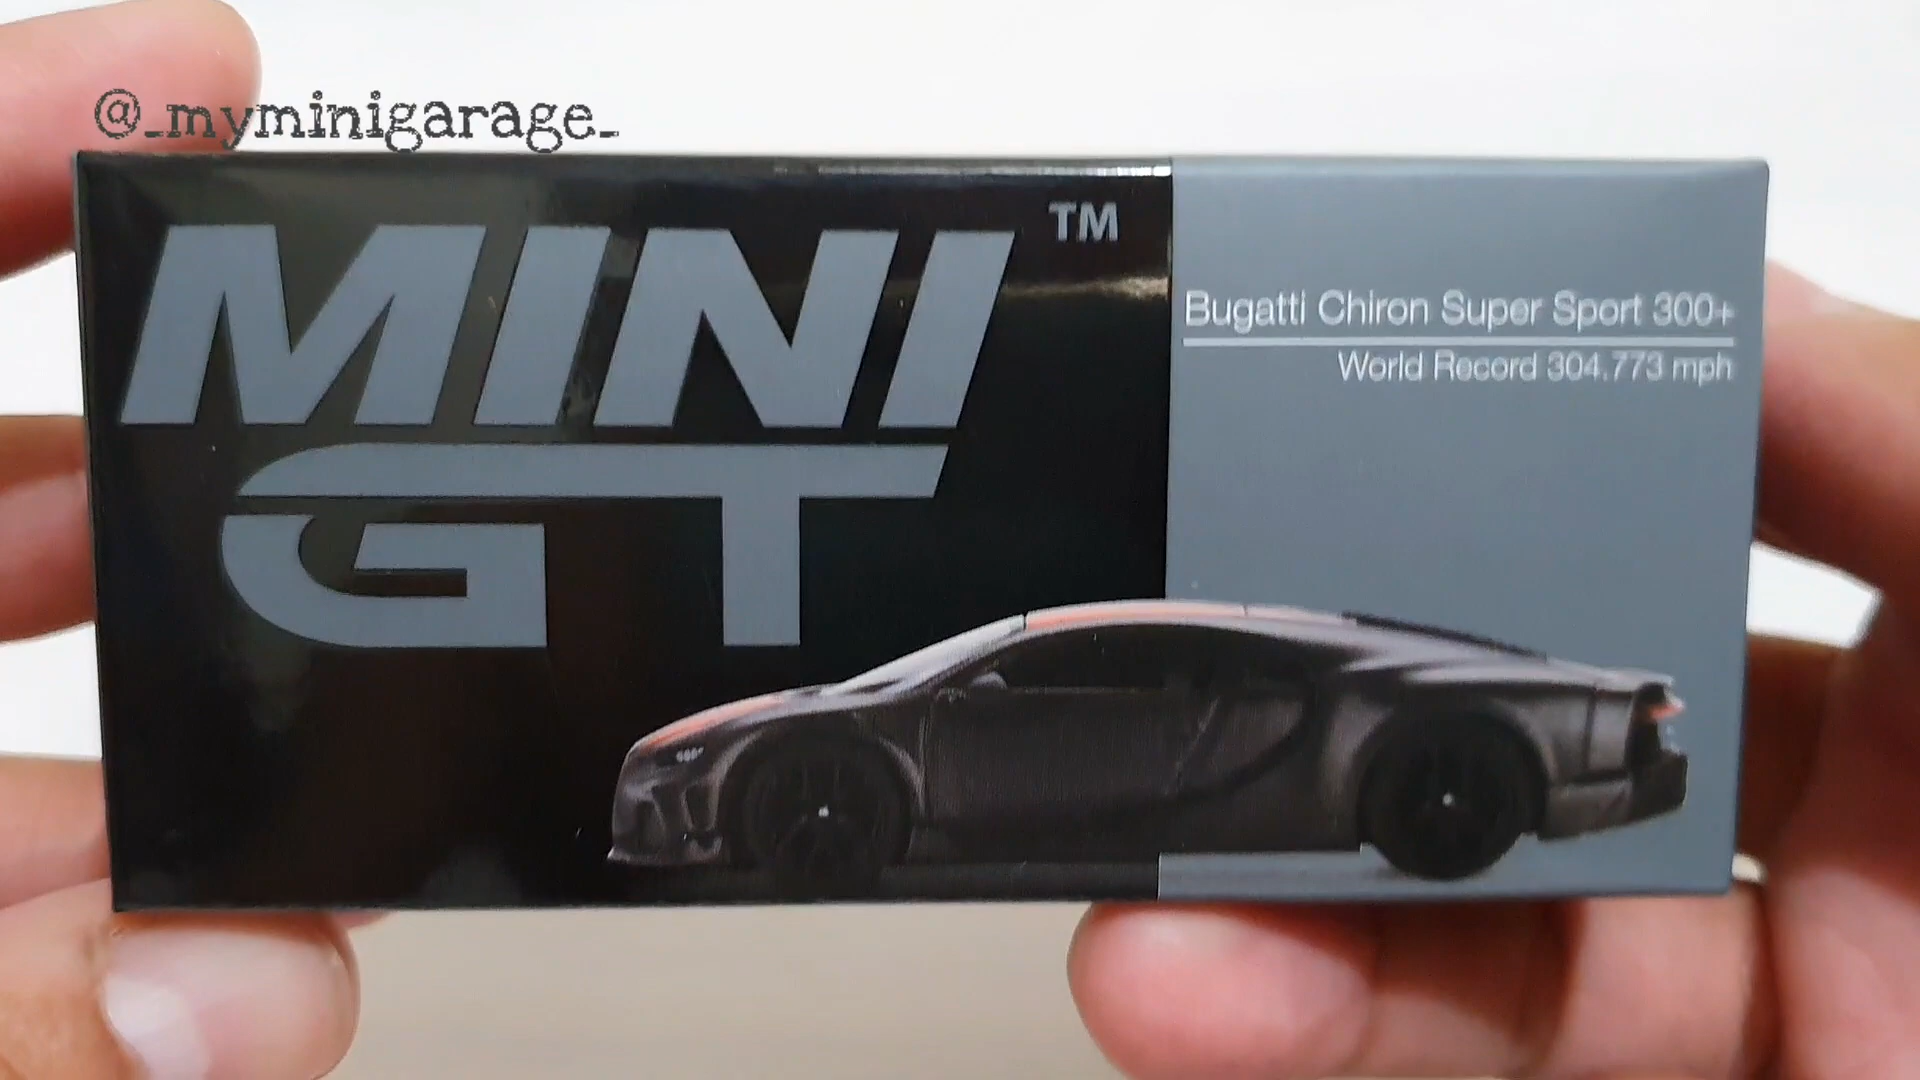 @_myminigarage_
MINI
TM
GT
Bugatti Chiron Super Sport 300+
World Record 304.773 mph